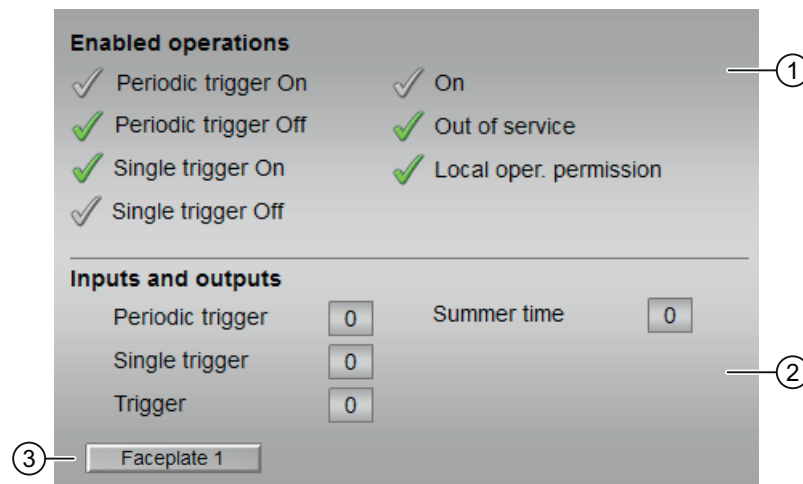 Enabled operations
Periodic trigger On
On
Periodic trigger Off
Out of service
Single trigger On
Local oper. permission
Single trigger Off
1
Inputs and outputs
Periodic trigger 0
Summer time 0
Single trigger 0
Trigger 0
2
3
Faceplate 1